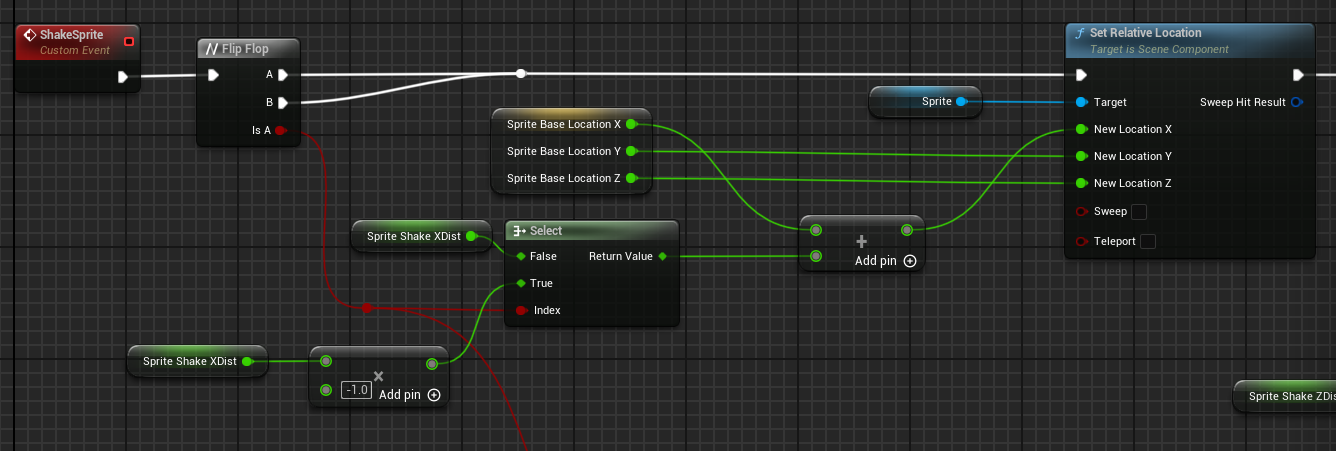 ShakeSprite
Custom Event
Flip Flop
A
B
Is A
Sprite Base Location X
Sprite Base Location Y
Sprite Base Location Z
Sprite
Set Relative Location
Target is Scene Component
Target
Sweep Hit Result
New Location X
New Location Y
New Location Z
Sweep
Teleport
Sprite Shake XDist
Select
False
Return Value
True
Index
+
Add pin
Sprite Shake XDist
×
-1.0
Add pin
Sprite Shake ZDis